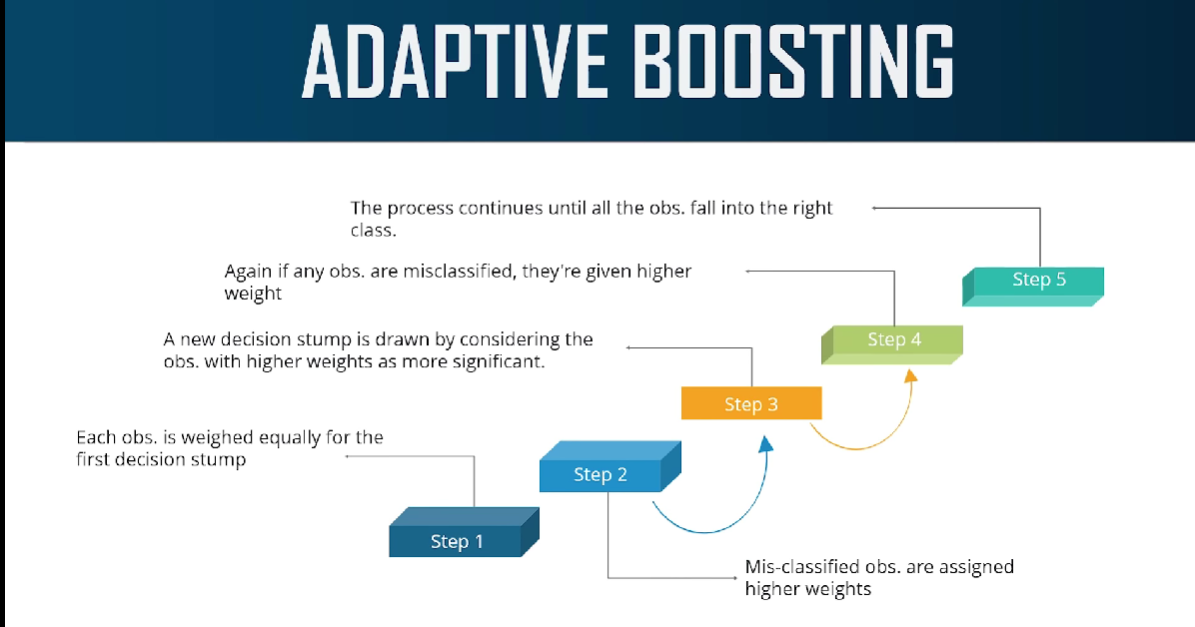 ADAPTIVE BOOSTING
The process continues until all the obs. fall into the right
class.
Step 5
Again if any obs. are misclassified, they're given higher
weight
Step 4
A new decision stump is drawn by considering the
obs. with higher weights as more significant.
Step 3
Each obs. is weighed equally for the
first decision stump
Step 2
Step 1
Mis-classified obs. are assigned
higher weights